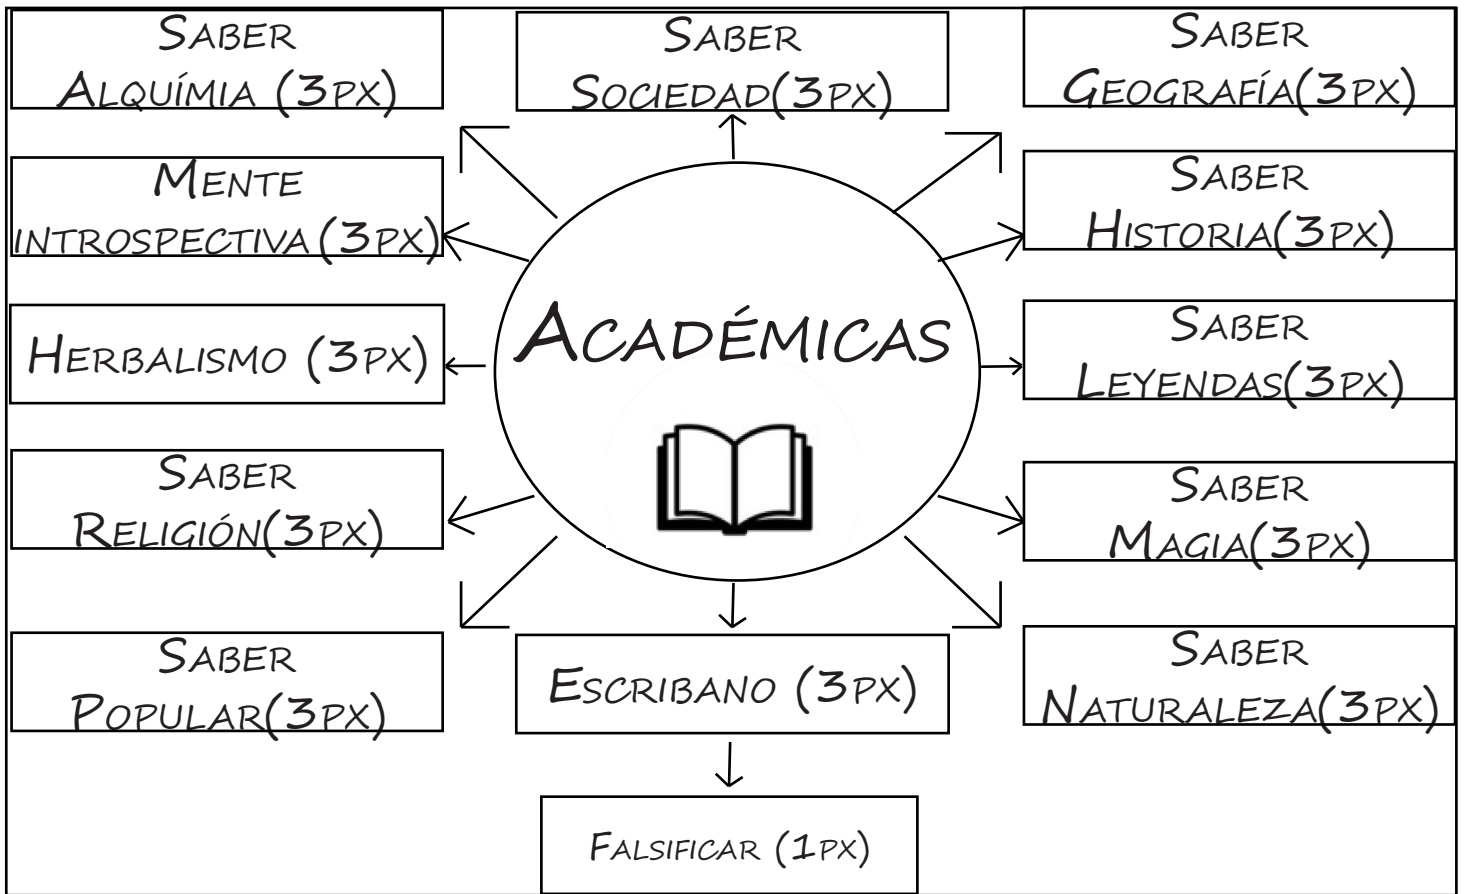 Saber
Alquímia (3px)
Saber
Sociedad(3px)
Saber
Geografía(3px)
Mente
introspectiva (3px)
Saber
Historia(3px)
Herbalismo (3px)
Académicas
Saber
Leyendas(3px)
Saber
Religión(3px)
Saber
Magia(3px)
Saber
Popular(3px)
Escribano (3px)
Saber
Naturaleza(3px)
Falsificar (1px)